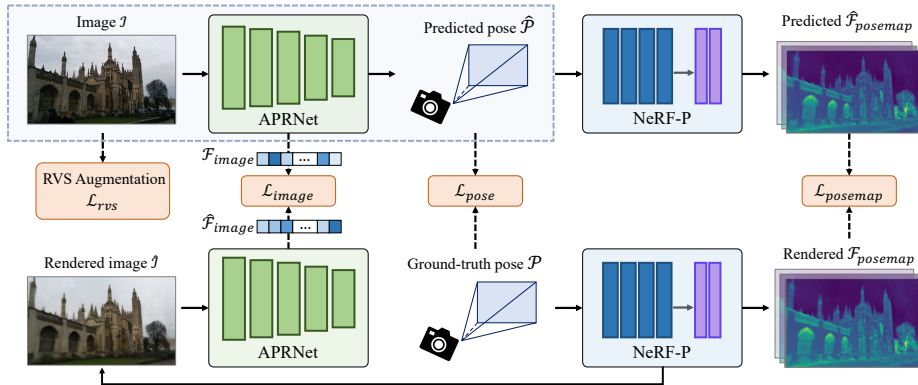 Image ℐ
APRNet
Predicted pose 𝒫̂
NeRF-P
Predicted ℱ̂_posemap
RVS Augmentation
ℒ_rvs
ℱ_image
...
ℒ_image
ℱ̂_image
...
ℒ_pose
ℒ_posemap
Rendered image ℐ̂
APRNet
Ground-truth pose 𝒫
NeRF-P
Rendered ℱ_posemap